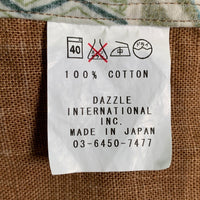 40
100% COTTON
DAZZLE
INTERNATIONAL
INC.
MADE IN JAPAN
03-6450-7477